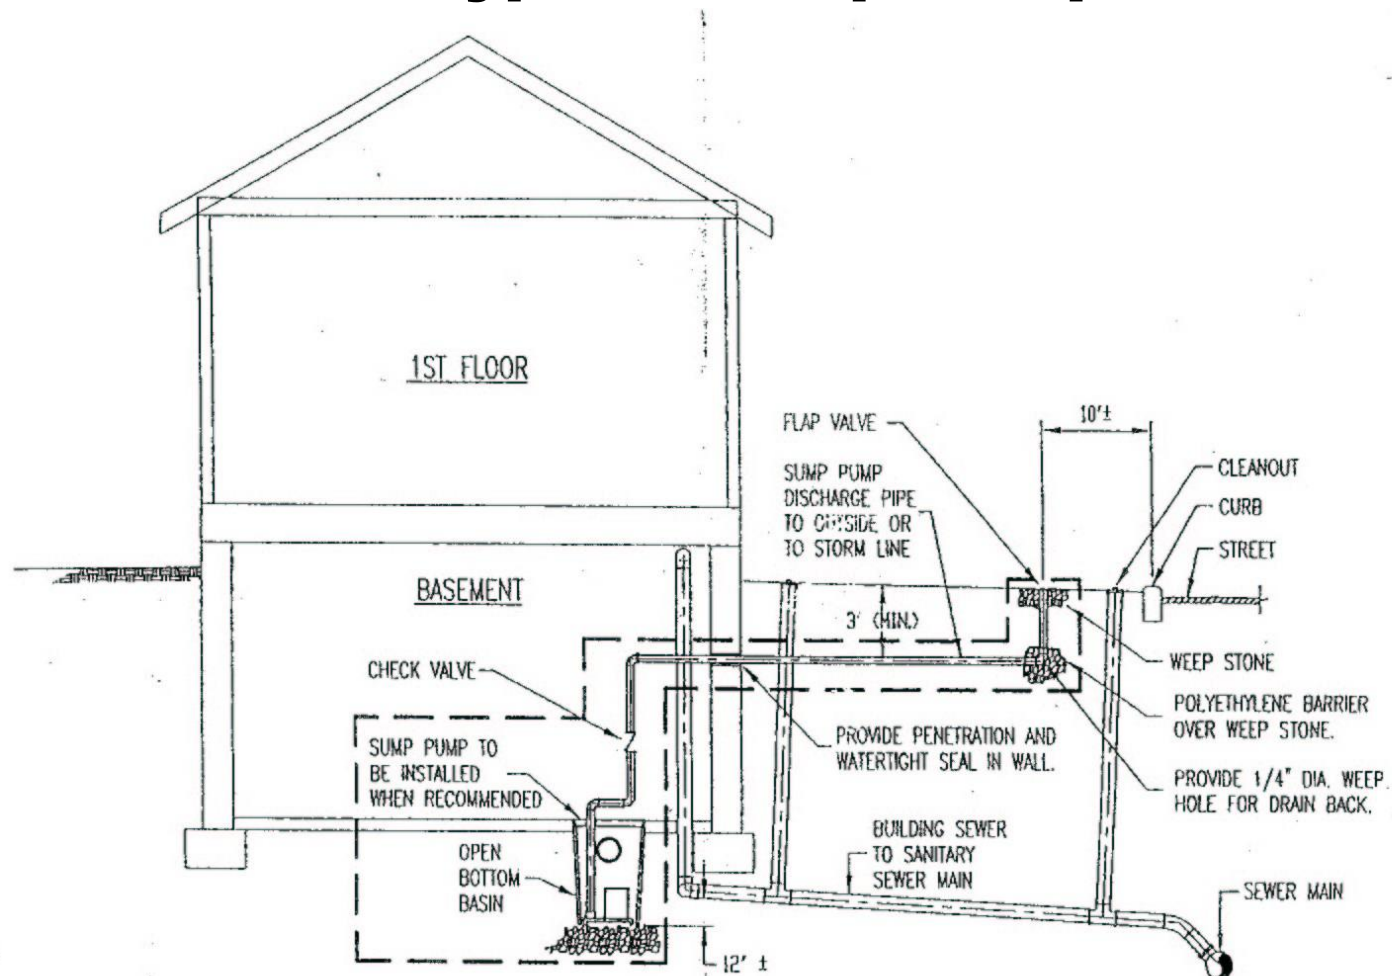 1ST FLOOR
BASEMENT
FLAP VALVE
10'±
SUMP PUMP
DISCHARGE PIPE
TO OUTSIDE OR
TO STORM LINE
CLEANOUT
CURB
STREET
3' (MIN.)
CHECK VALVE
WEEP STONE
POLYETHYLENE BARRIER
OVER WEEP STONE.
PROVIDE PENETRATION AND
WATERTIGHT SEAL IN WALL.
SUMP PUMP TO
BE INSTALLED
WHEN RECOMMENDED
PROVIDE 1/4" DIA. WEEP
HOLE FOR DRAIN BACK.
OPEN
BOTTOM
BASIN
BUILDING SEWER
TO SANITARY
SEWER MAIN
SEWER MAIN
12' ±